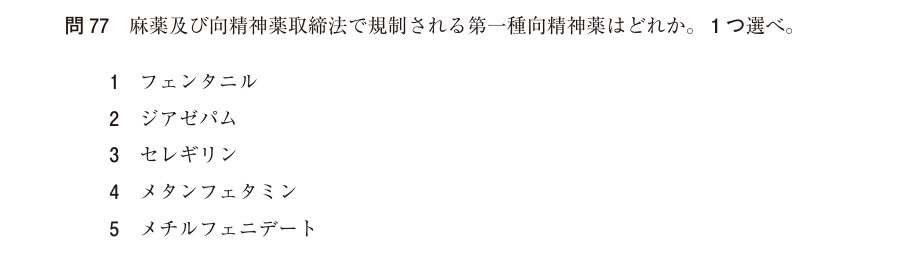 問 77 麻薬及び向精神薬取締法で規制される第一種向精神薬はどれか。1つ選べ。
1 フェンタニル
2 ジアゼパム
3 セレギリン
4 メタンフェタミン
5 メチルフェニデート